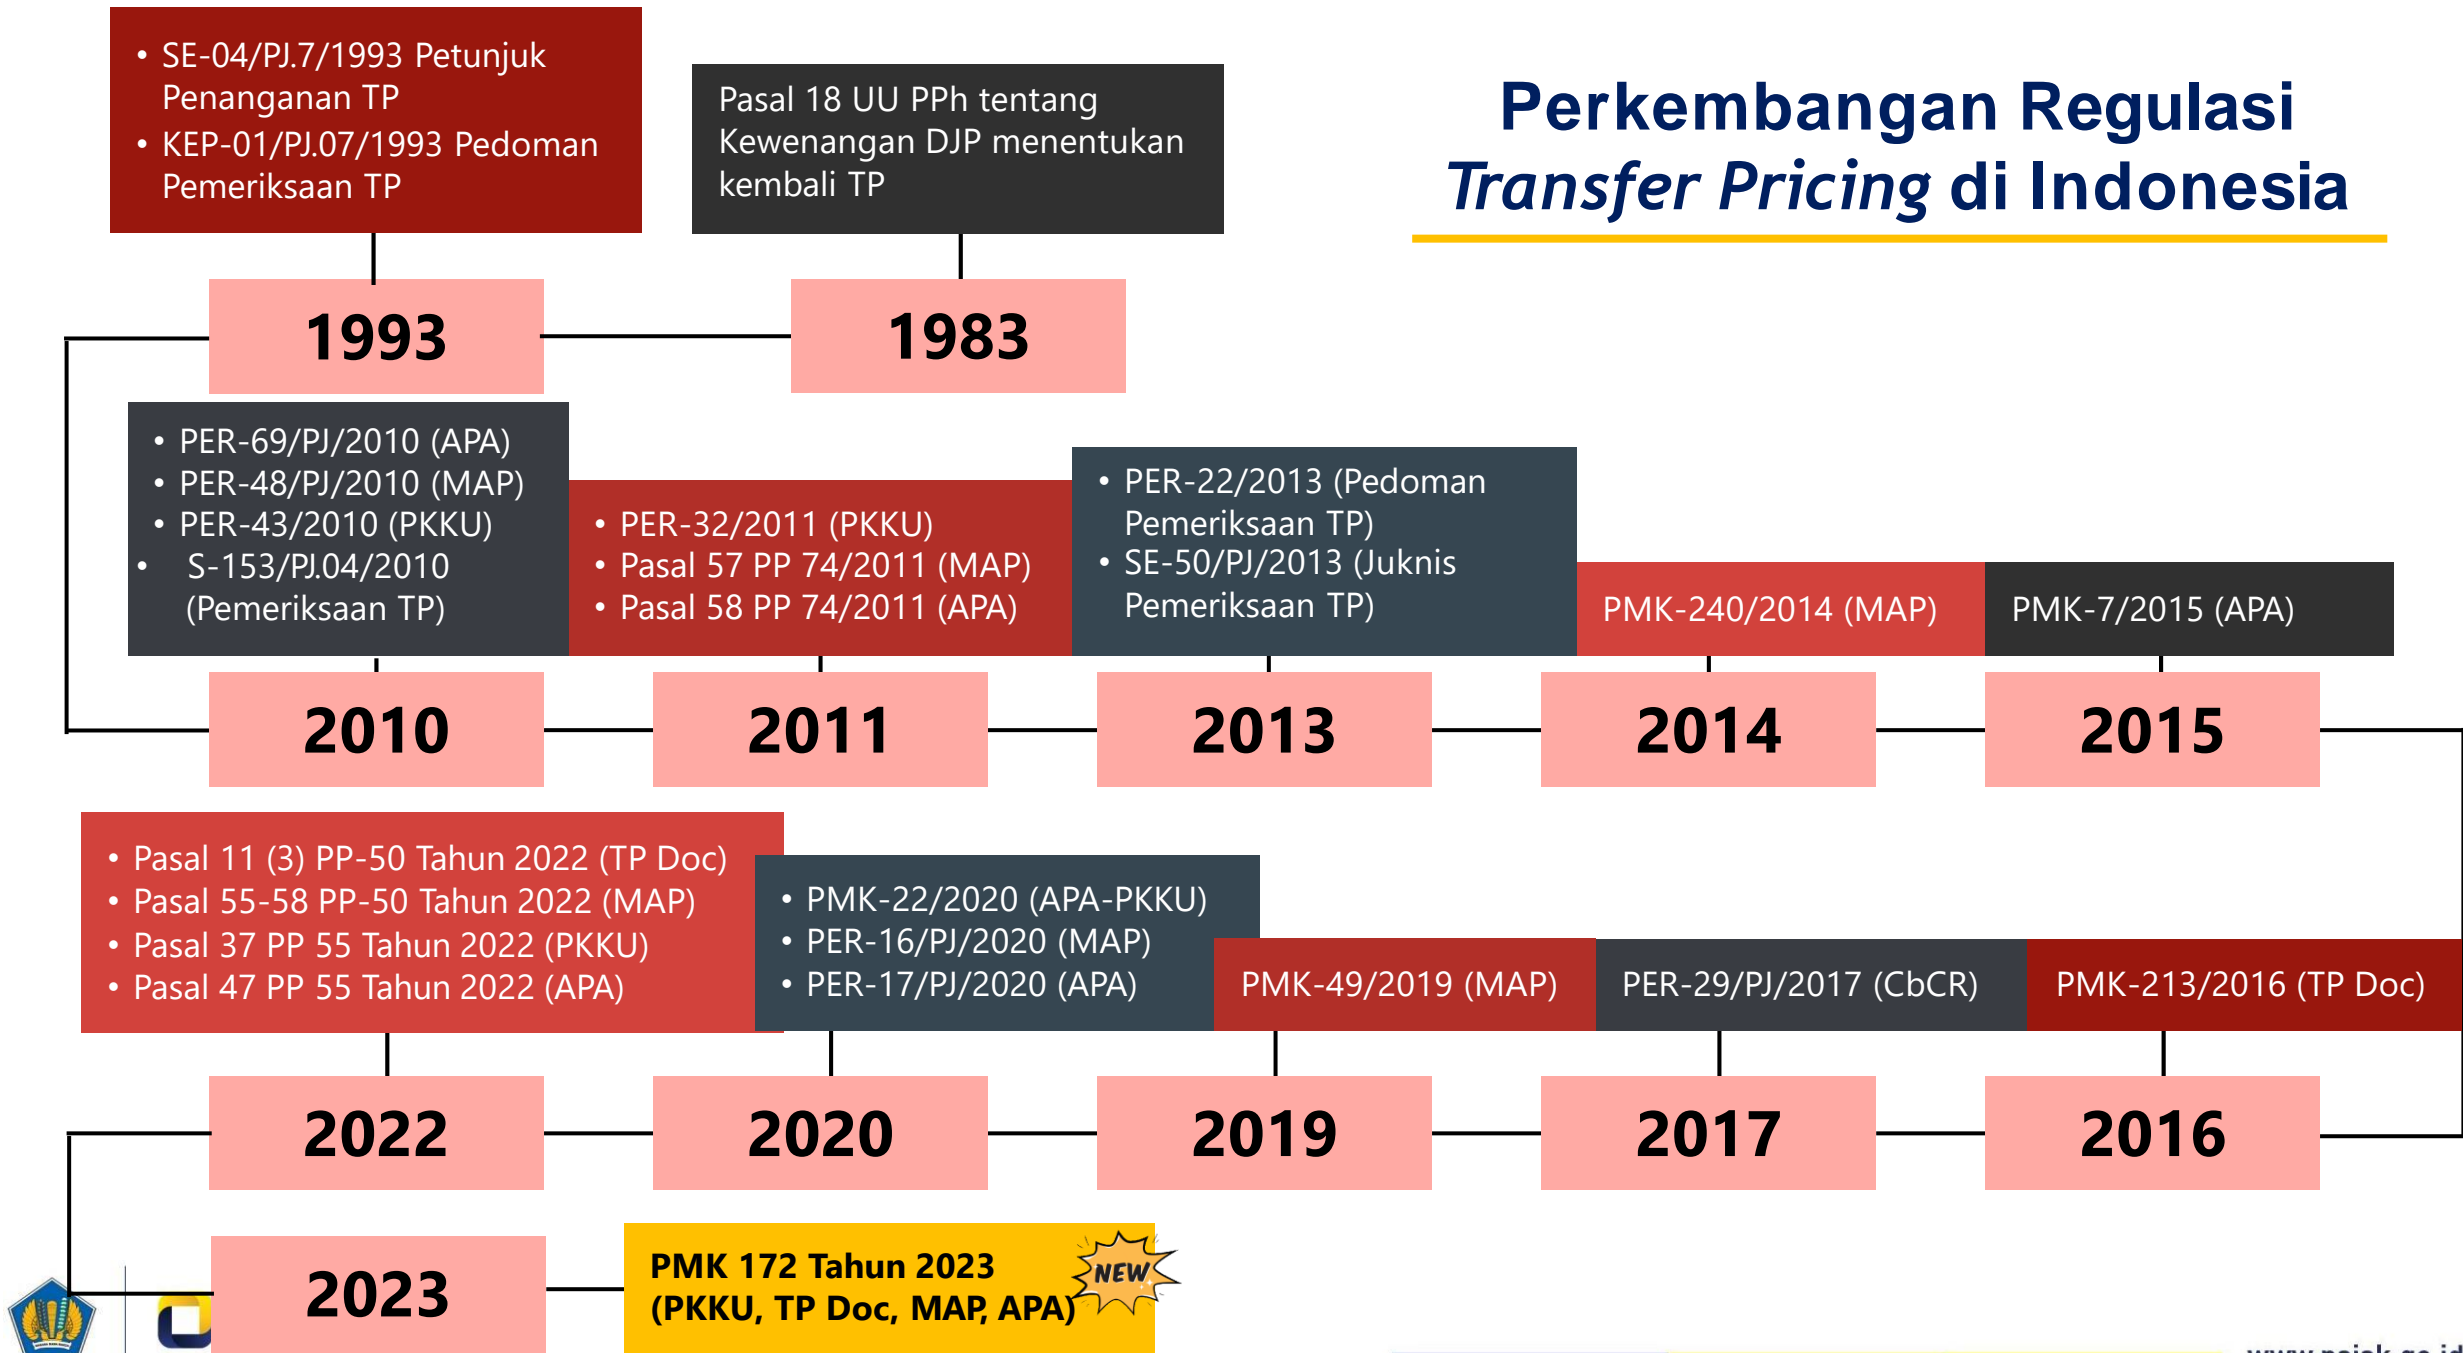 Perkembangan Regulasi
Transfer Pricing di Indonesia
• SE-04/PJ.7/1993 Petunjuk
Penanganan TP
• KEP-01/PJ.07/1993 Pedoman
Pemeriksaan TP
Pasal 18 UU PPh tentang
Kewenangan DJP menentukan
kembali TP
1993
1983
• PER-69/PJ/2010 (APA)
• PER-48/PJ/2010 (MAP)
• PER-43/2010 (PKKU)
• S-153/PJ.04/2010
(Pemeriksaan TP)
• PER-32/2011 (PKKU)
• Pasal 57 PP 74/2011 (MAP)
• Pasal 58 PP 74/2011 (APA)
• PER-22/2013 (Pedoman
Pemeriksaan TP)
• SE-50/PJ/2013 (Juknis
Pemeriksaan TP)
PMK-240/2014 (MAP)
PMK-7/2015 (APA)
2010
2011
2013
2014
2015
• Pasal 11 (3) PP-50 Tahun 2022 (TP Doc)
• Pasal 55-58 PP-50 Tahun 2022 (MAP)
• Pasal 37 PP 55 Tahun 2022 (PKKU)
• Pasal 47 PP 55 Tahun 2022 (APA)
• PMK-22/2020 (APA-PKKU)
• PER-16/PJ/2020 (MAP)
• PER-17/PJ/2020 (APA)
PMK-49/2019 (MAP)
PER-29/PJ/2017 (CbCR)
PMK-213/2016 (TP Doc)
2022
2020
2019
2017
2016
2023
PMK 172 Tahun 2023
(PKKU, TP Doc, MAP, APA)
NEW
www.pajak.go.id